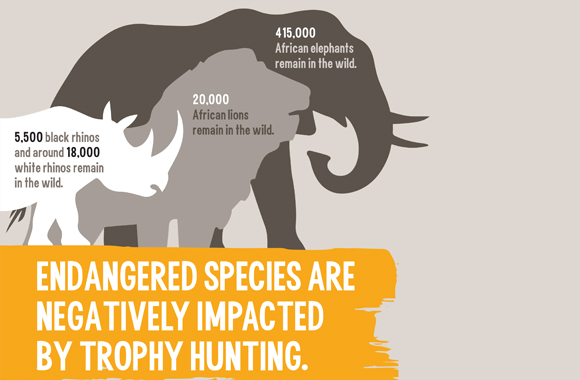 415,000
African elephants
remain in the wild.
20,000
African lions
remain in the wild.
5,500 black rhinos
and around 18,000
white rhinos remain
in the wild.
ENDANGERED SPECIES ARE
NEGATIVELY IMPACTED
BY TROPHY HUNTING.